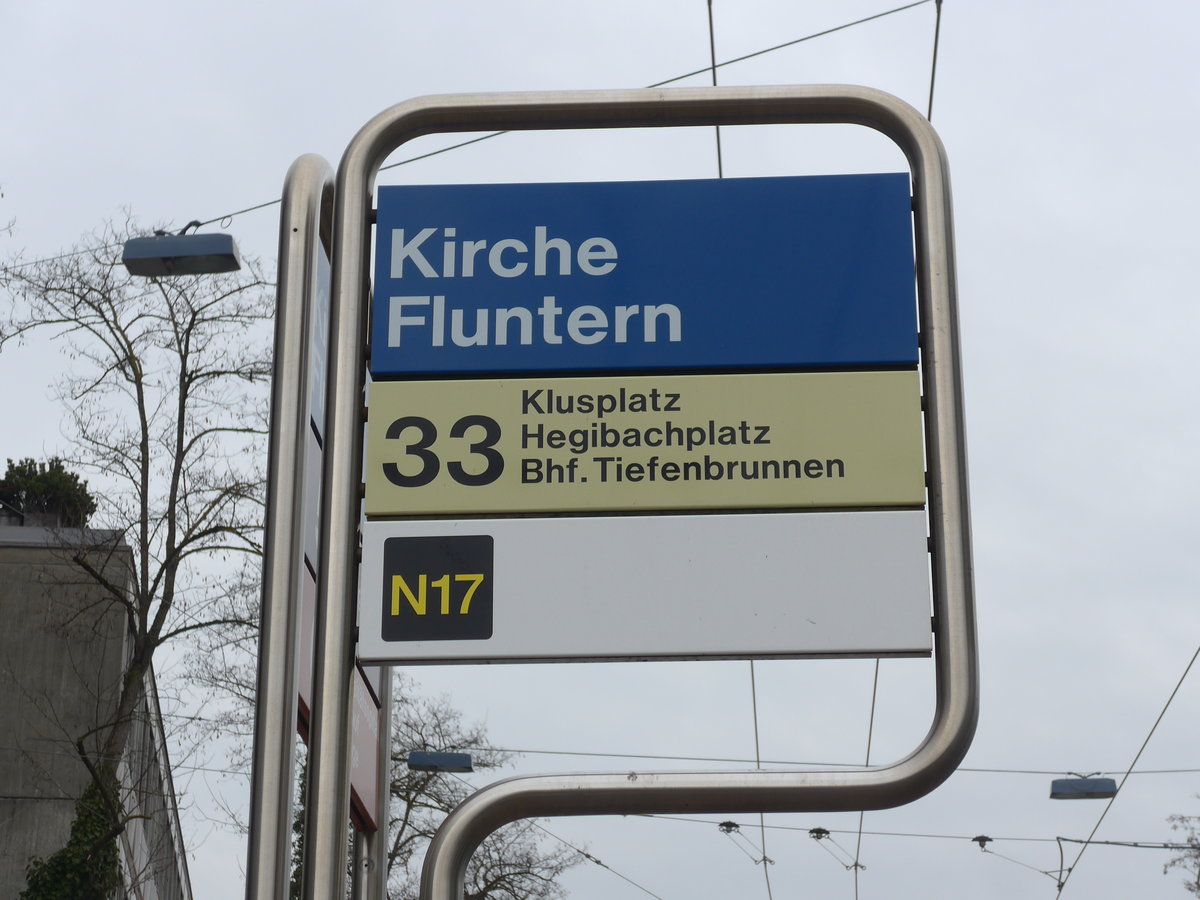 Kirche
Fluntern
33
Klusplatz
Hegibachplatz
Bhf. Tiefenbrunnen
N17